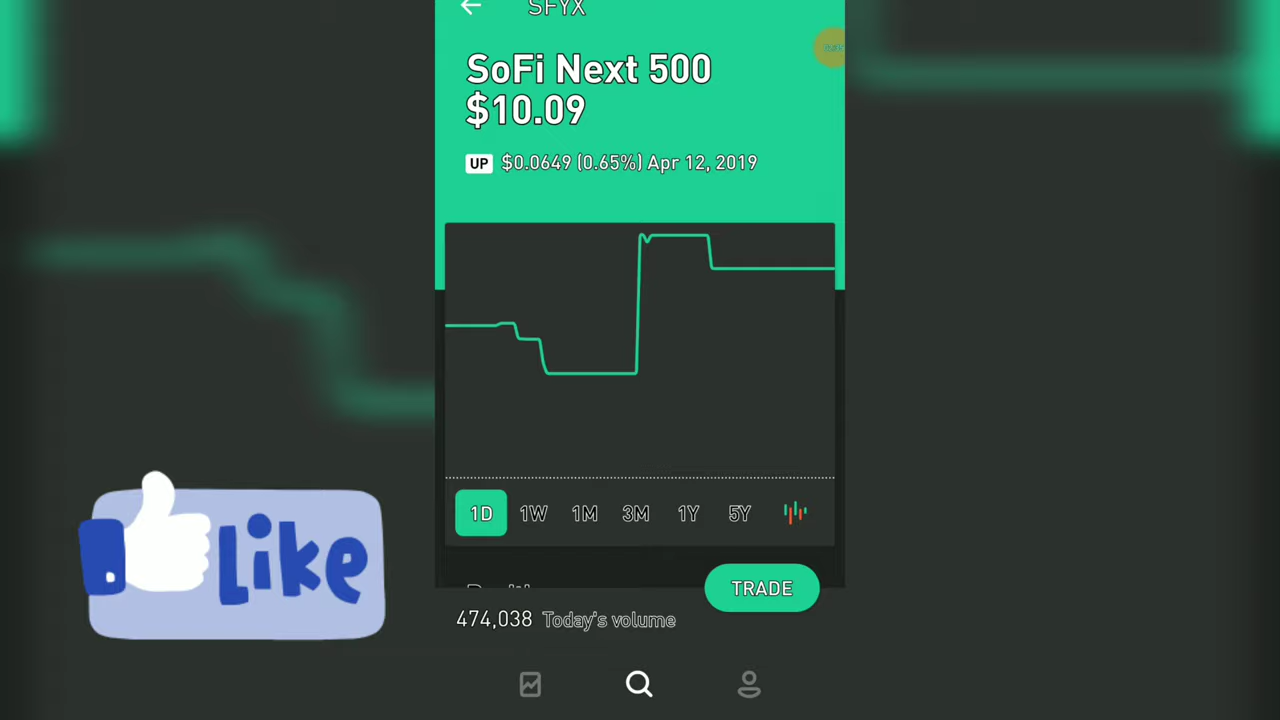 SFYX
SoFi Next 500
$10.09
UP $0.0649 (0.65%) Apr 12, 2019
1D 1W 1M 3M 1Y 5Y
TRADE
474,038 Today's volume
Like